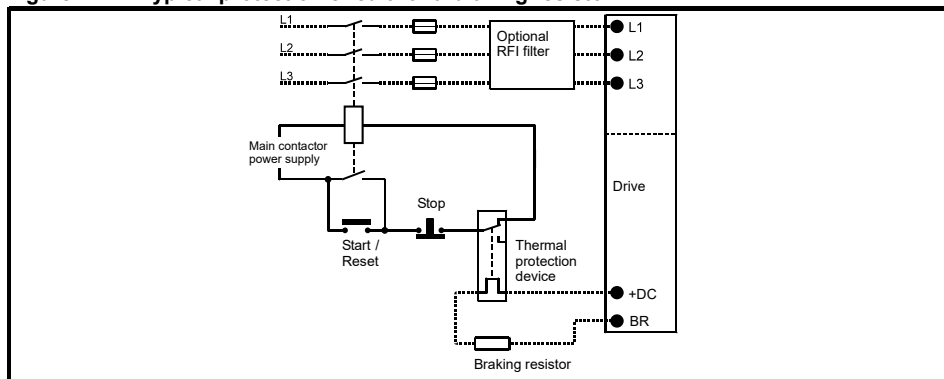 L1
L2
L3
Optional
RFI filter
L1
L2
L3
Main contactor
power supply
Drive
Stop
Start /
Reset
Thermal
protection
device
+DC
BR
Braking resistor